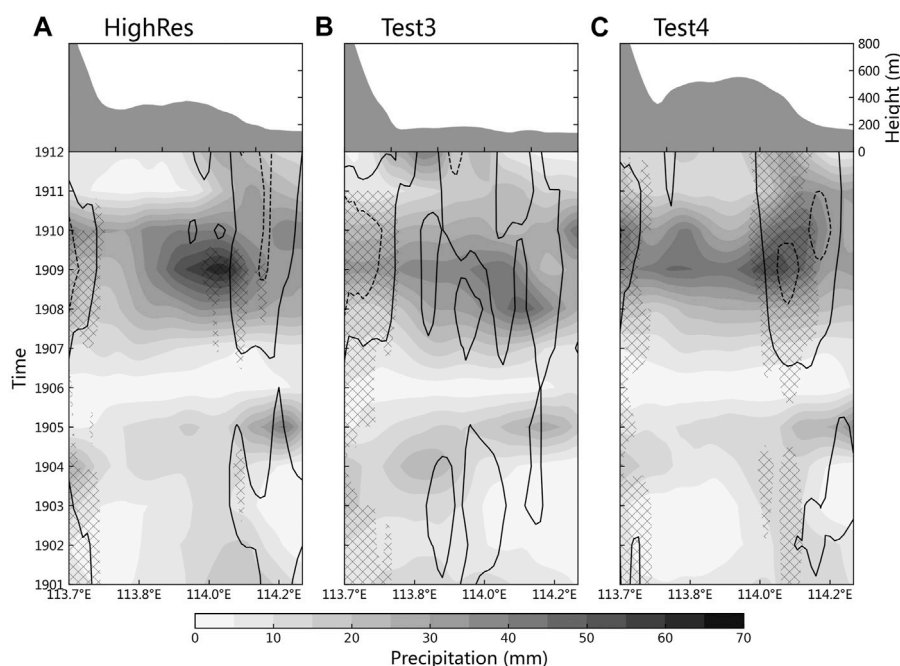 A HighRes B Test3 C Test4
800
600
400
200
0
Height (m)
1912
1911
1910
1909
1908
1907
1906
1905
1904
1903
1902
1901
Time
113.7°E 113.8°E 114.0°E 114.2°E 113.7°E 113.8°E 114.0°E 114.2°E 113.7°E 113.8°E 114.0°E 114.2°E
0 10 20 30 40 50 60 70
Precipitation (mm)